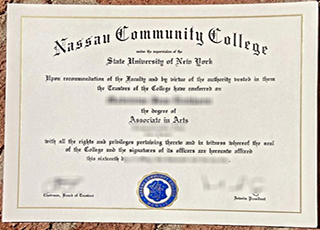 Nassau Community College
under the supervision of the
State University of New York
Upon recommendation of the Faculty and by virtue of the authority vested in them
the Trustees of the College have conferred on
the degree of
Associate in Arts
with all the rights and privileges pertaining thereto and in witness whereof the seal
of the College and the signatures of its officers are hereunto affixed
this sixteenth
Chairman, Board of Trustees
Interim President